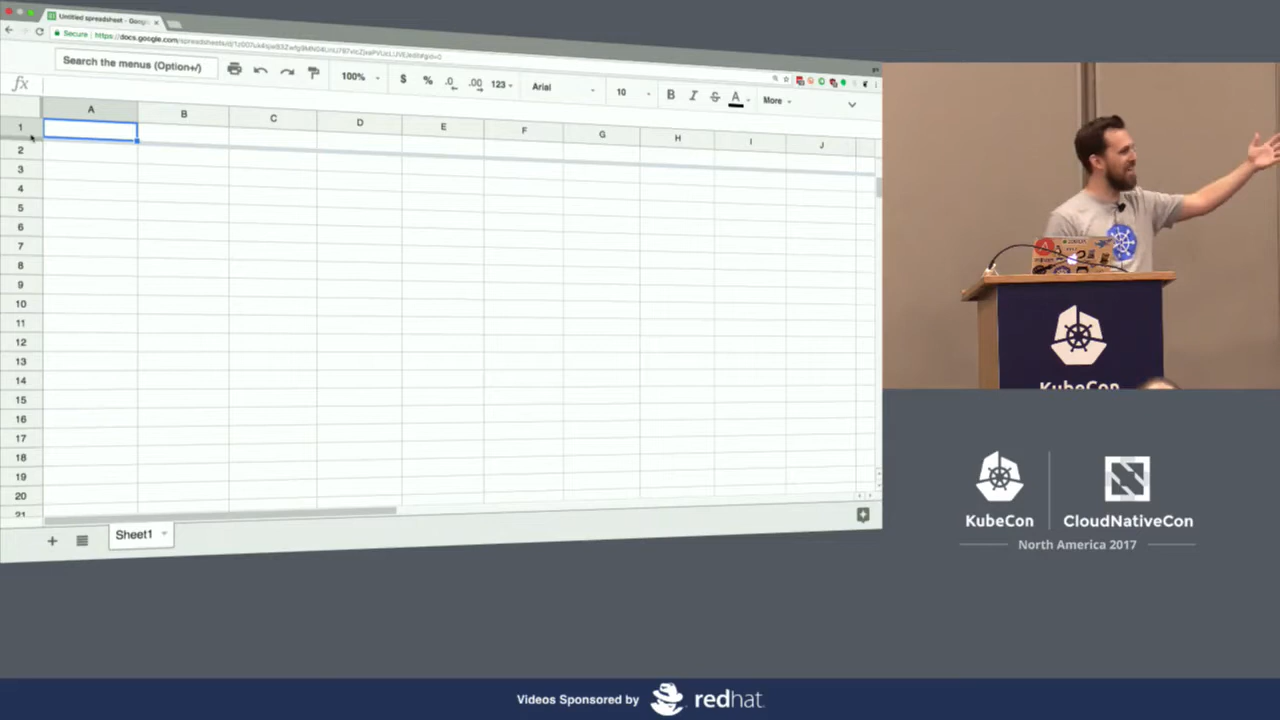 Untitled spreadsheet - Goog
Secure
Search the menus (Option+/)
100%
$ % .0 .00 123
Arial
10
B I S A
More
fx
A B C D E F G H I J
1
2
3
4
5
6
7
8
9
10
11
12
13
14
15
16
17
18
19
20
21
+ Sheet1
KubeCon
KubeCon
CloudNativeCon
North America 2017
Videos Sponsored by redhat.